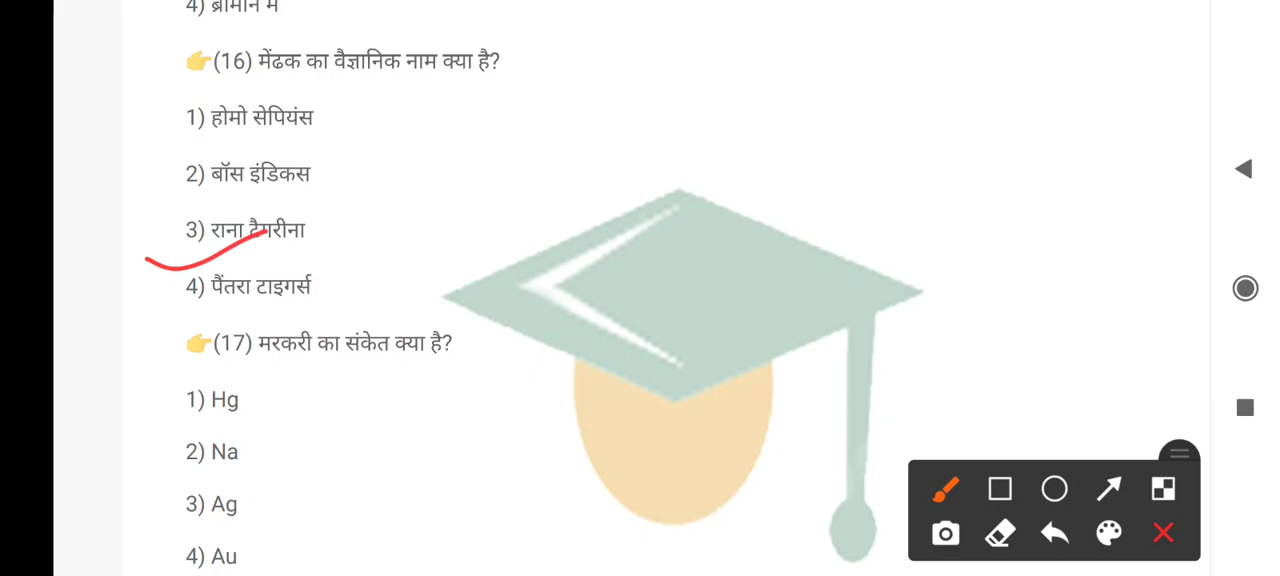 4) ब्रोमीन में
👉(16) मेंढक का वैज्ञानिक नाम क्या है?
1) होमो सेपियंस
2) बॉस इंडिकस
3) राना टैगरीना
4) पैंतरा टाइगर्स
👉(17) मरकरी का संकेत क्या है?
1) Hg
2) Na
3) Ag
4) Au